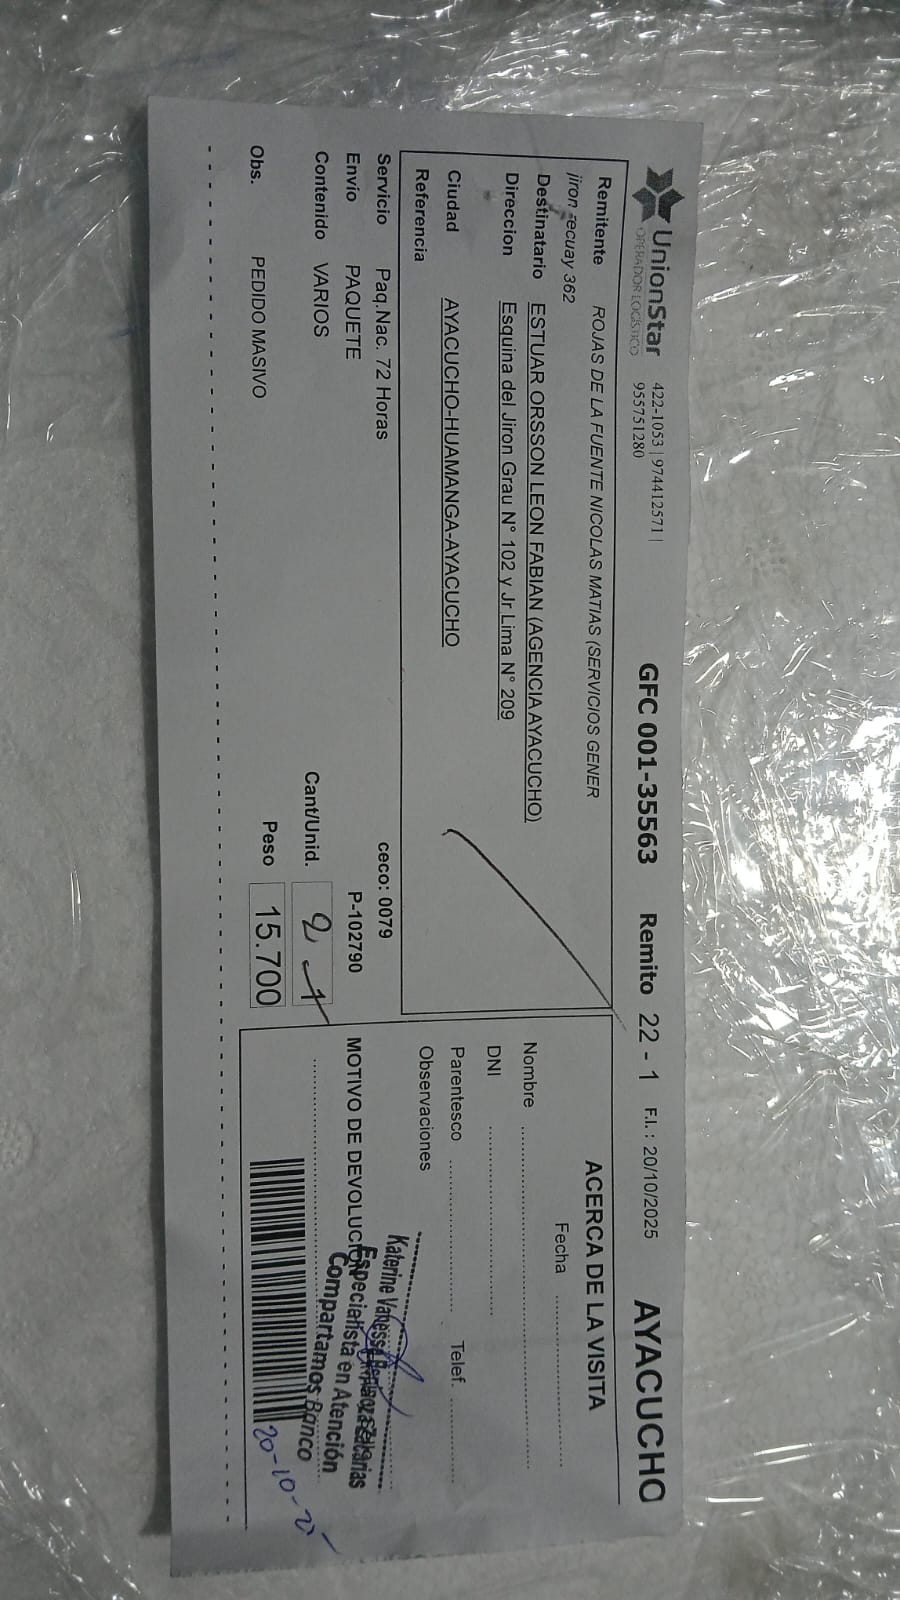 UnionStar 422-1053 | 974412571 | GFC 001-35563 Remito 22 - 1 F.I.: 20/10/2025 AYACUCHO
OPERADOR LOGÍSTICO 955751280
Remitente ROJAS DE LA FUENTE NICOLAS MATIAS (SERVICIOS GENER
jiron recuay 362
Destinatario ESTUAR ORSSON LEON FABIAN (AGENCIA AYACUCHO)
Direccion Esquina del Jiron Grau N° 102 y Jr Lima N° 209
Ciudad AYACUCHO-HUAMANGA-AYACUCHO
Referencia
Servicio Paq.Nac. 72 Horas ceco: 0079
Envio PAQUETE P-102790
Contenido VARIOS Cant/Unid. 2 1
Obs. PEDIDO MASIVO Peso 15.700
ACERCA DE LA VISITA
Fecha
Nombre
DNI
Parentesco Telef.
Observaciones
MOTIVO DE DEVOLUCIÓN
Katerine Vanessa
Especialista en Atención
Compartamos Banco